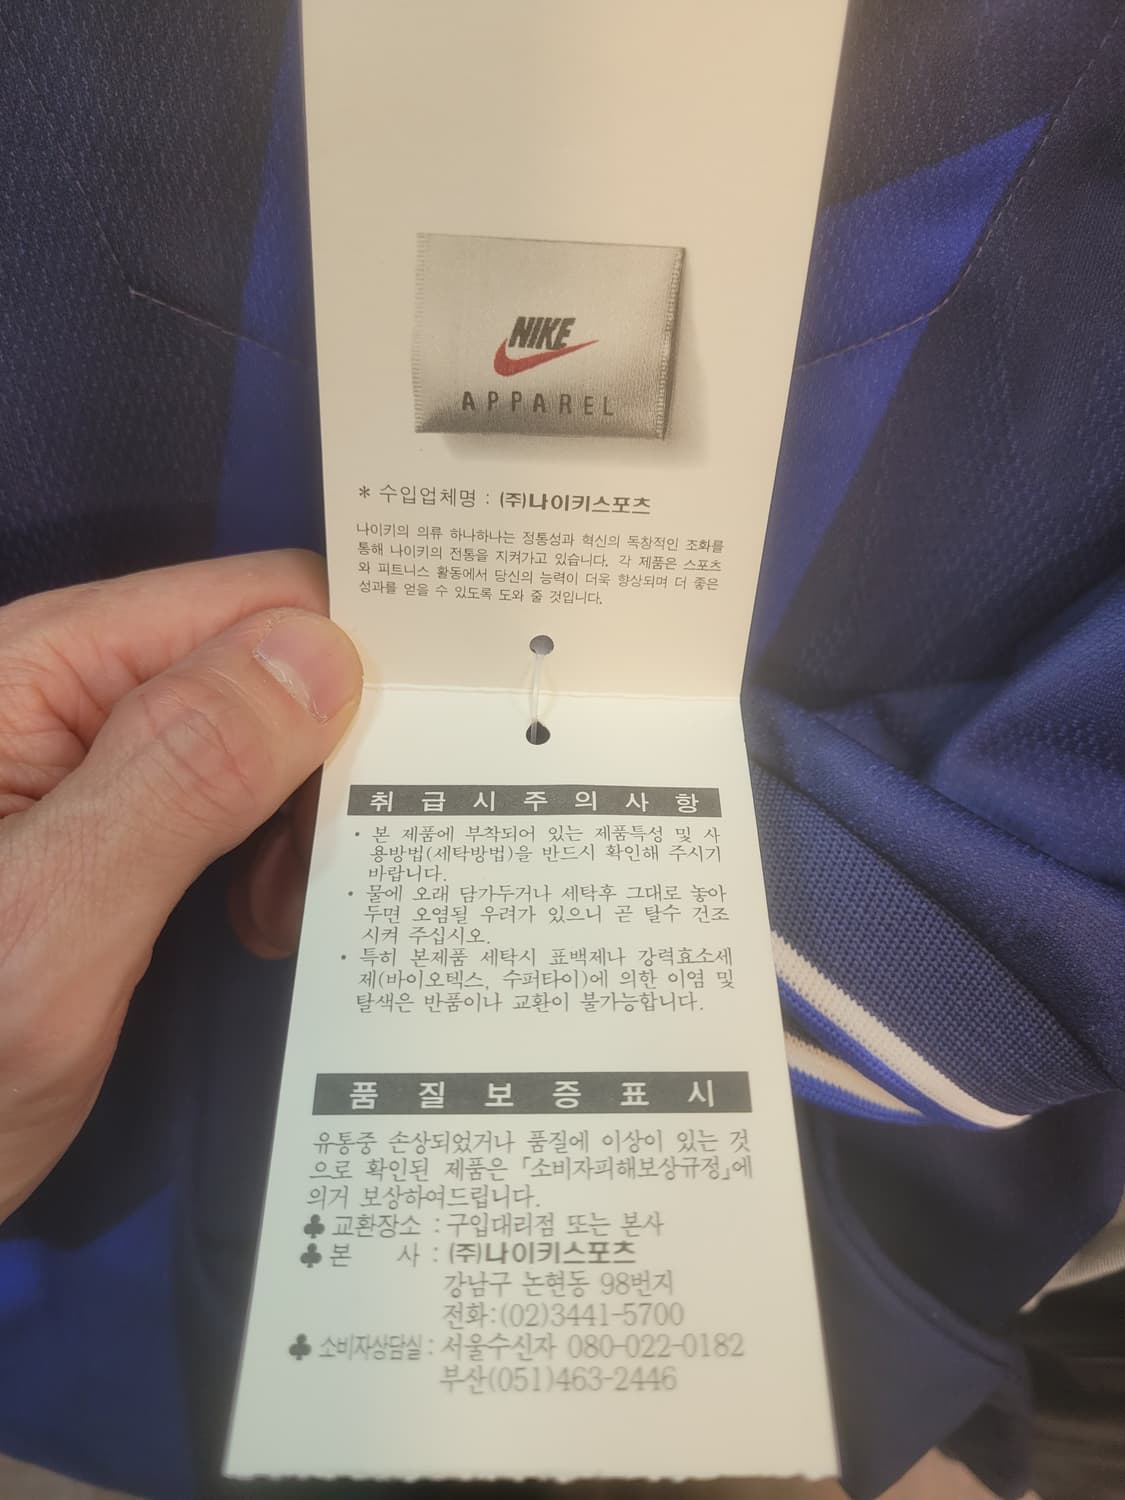 NIKE
APPAREL
* 수입업체명 : (주)나이키스포츠
나이키의 의류 하나하나는 정통성과 혁신의 독창적인 조화를
통해 나이키의 전통을 지켜가고 있습니다. 각 제품은 스포츠
와 피트니스 활동에서 당신의 능력이 더욱 향상되며 더 좋은
성과를 얻을 수 있도록 도와 줄 것입니다.
취급시주의사항
• 본 제품에 부착되어 있는 제품특성 및 사
용방법(세탁방법)을 반드시 확인해 주시기
바랍니다.
• 물에 오래 담가두거나 세탁후 그대로 놓아
두면 오염될 우려가 있으니 곧 탈수 건조
시켜 주십시오.
• 특히 본제품 세탁시 표백제나 강력효소세
제(바이오텍스, 수퍼타이)에 의한 이염 및
탈색은 반품이나 교환이 불가능합니다.
품질보증표시
유통중 손상되었거나 품질에 이상이 있는 것
으로 확인된 제품은 「소비자피해보상규정」에
의거 보상하여드립니다.
♣ 교환장소 : 구입대리점 또는 본사
♣ 본 사 : (주)나이키스포츠
강남구 논현동 98번지
전화:(02)3441-5700
♣ 소비자상담실 : 서울수신자 080-022-0182
부산(051)463-2446